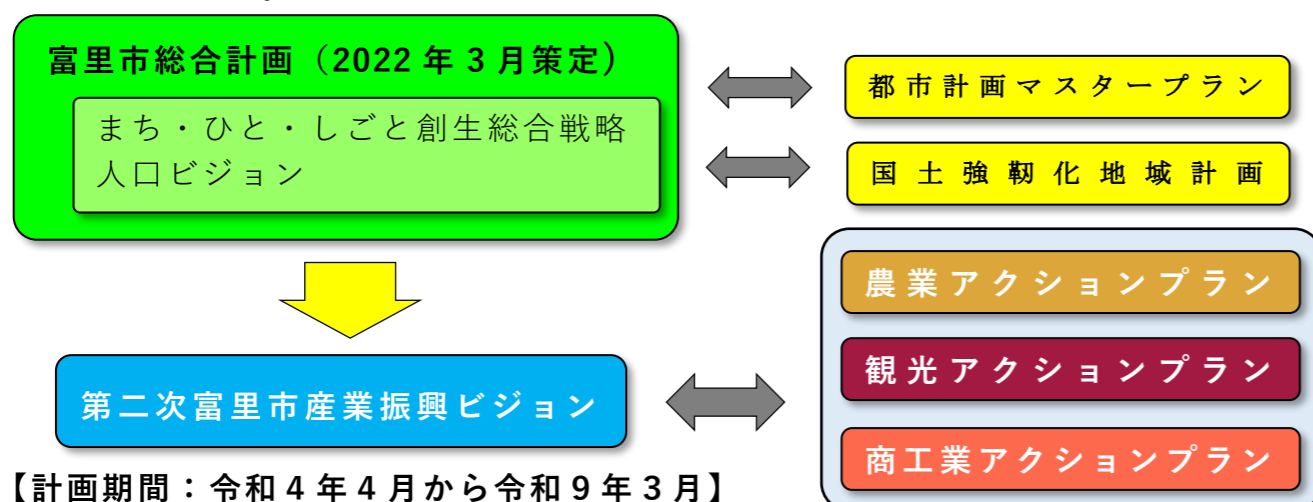 富里市総合計画（2022年3月策定）
まち・ひと・しごと創生総合戦略
人口ビジョン
都市計画マスタープラン
国土強靱化地域計画
農業アクションプラン
観光アクションプラン
商工業アクションプラン
第二次富里市産業振興ビジョン
【計画期間：令和４年４月から令和９年３月】